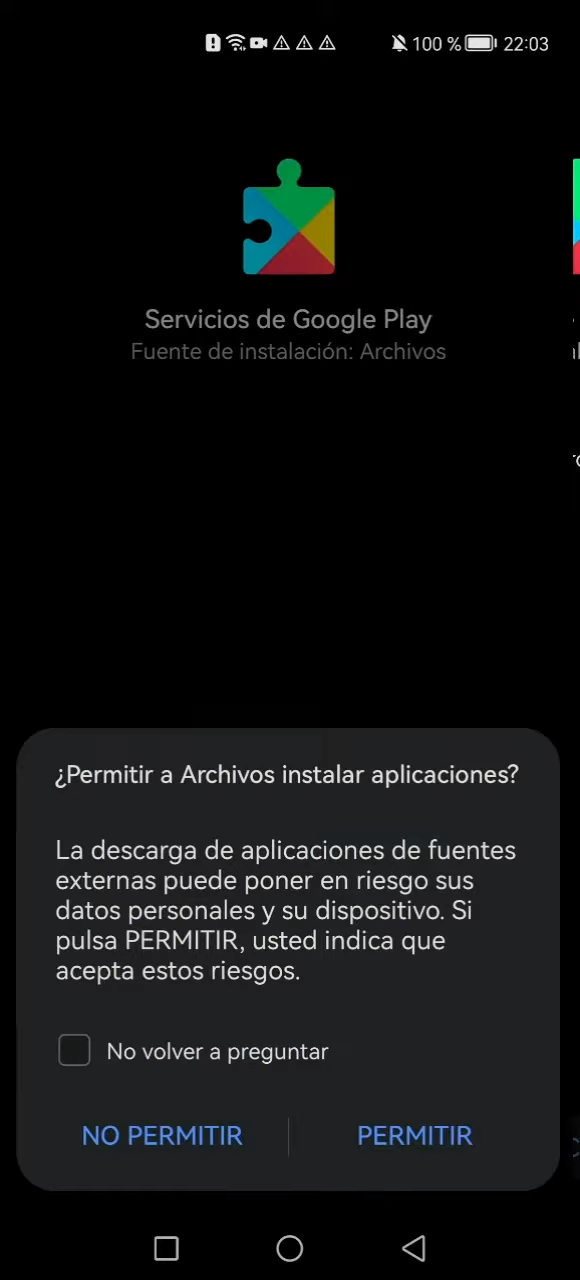 100 % 22:03
Servicios de Google Play
Fuente de instalación: Archivos
¿Permitir a Archivos instalar aplicaciones?
La descarga de aplicaciones de fuentes
externas puede poner en riesgo sus
datos personales y su dispositivo. Si
pulsa PERMITIR, usted indica que
acepta estos riesgos.
No volver a preguntar
NO PERMITIR
PERMITIR